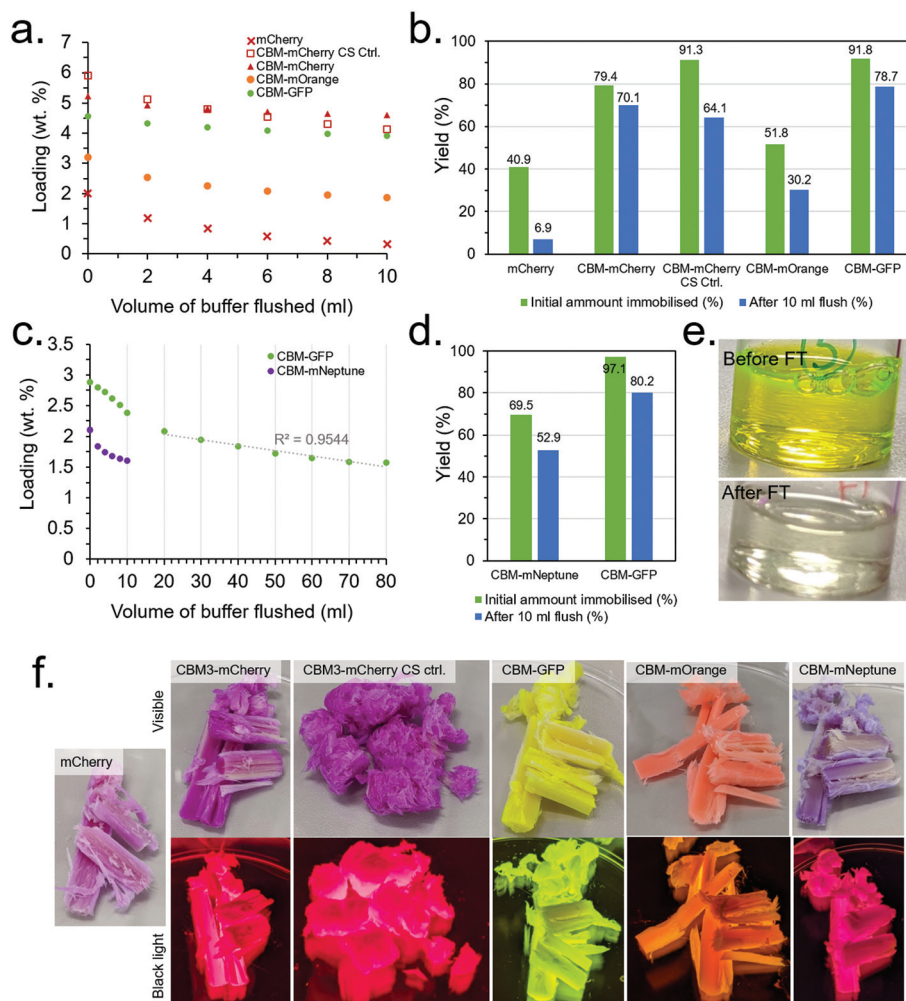 a.
7
6
5
4
3
2
1
0
Loading (wt. %)
mCherry
CBM-mCherry CS Ctrl.
CBM-mCherry
CBM-mOrange
CBM-GFP
0 2 4 6 8 10
Volume of buffer flushed (ml)
b.
100
80
60
40
20
0
Yield (%)
40.9
6.9
79.4
70.1
91.3
64.1
51.8
30.2
91.8
78.7
mCherry
CBM-mCherry
CBM-mCherry
CS Ctrl.
CBM-mOrange
CBM-GFP
Initial ammount immobilised (%)
After 10 ml flush (%)
c.
3.5
3
2.5
2
1.5
1
0.5
0
Loading (wt. %)
CBM-GFP
CBM-mNeptune
R² = 0.9544
0 10 20 30 40 50 60 70 80
Volume of buffer flushed (ml)
d.
100
80
60
40
20
0
Yield (%)
69.5
52.9
97.1
80.2
CBM-mNeptune
CBM-GFP
Initial ammount immobilised (%)
After 10 ml flush (%)
e.
Before FT
5
After FT
FT
f.
Visible
Black light
mCherry
CBM3-mCherry
CBM3-mCherry CS ctrl.
CBM-GFP
CBM-mOrange
CBM-mNeptune